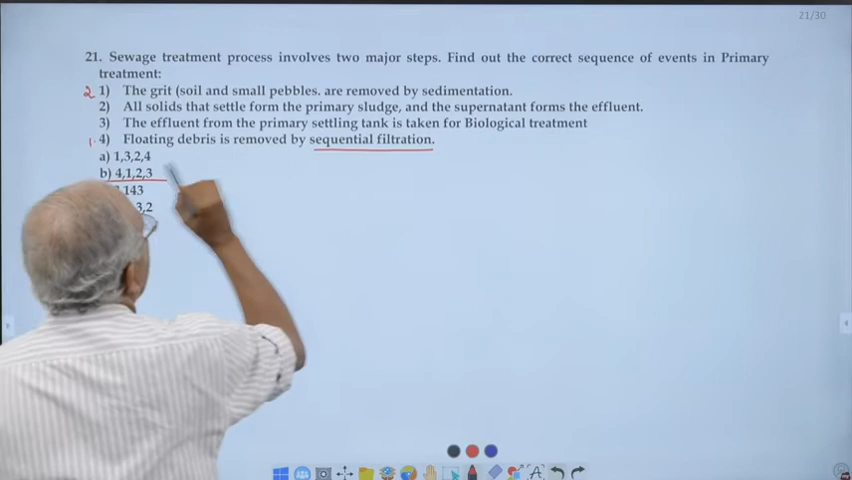 21/30
21. Sewage treatment process involves two major steps. Find out the correct sequence of events in Primary
treatment:
2 1) The grit (soil and small pebbles. are removed by sedimentation.
2) All solids that settle form the primary sludge, and the supernatant forms the effluent.
3) The effluent from the primary settling tank is taken for Biological treatment
1. 4) Floating debris is removed by sequential filtration.
a) 1,3,2,4
b) 4,1,2,3
143
3,2